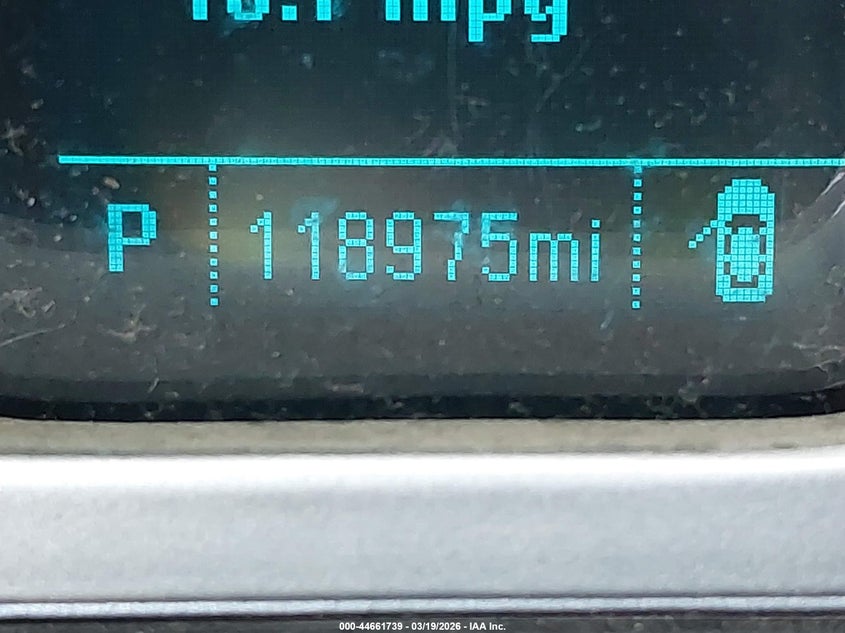 mpg
P 118975mi
000-44661739 - 03/19/2026 - IAA Inc.